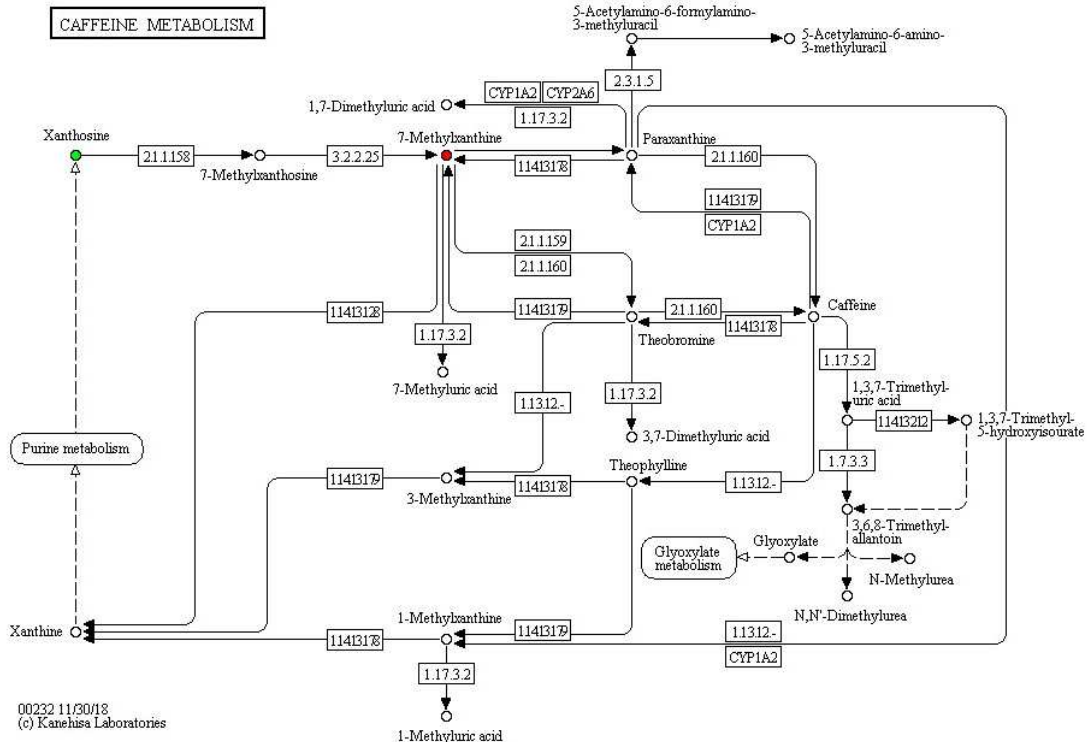 CAFFEINE METABOLISM
5-Acetylamino-6-formylamino-
3-methyluracil
5-Acetylamino-6-amino-
3-methyluracil
2.3.1.5
CYP1A2
CYP2A6
1,7-Dimethyluric acid
1.17.3.2
Xanthosine
7-Methylxanthine
Paraxanthine
2.1.1.158
3.2.2.25
2.1.1.160
7-Methylxanthosine
1.14.13.178
1.14.13.179
CYP1A2
2.1.1.159
2.1.1.160
Caffeine
1.14.13.128
1.14.13.179
2.1.1.160
1.14.13.178
Theobromine
1.17.3.2
1.17.5.2
7-Methyluric acid
1.17.3.2
1,3,7-Trimethyl-
uric acid
1.13.12.-
1.14.13.212
1,3,7-Trimethyl-
5-hydroxyisourate
3,7-Dimethyluric acid
Purine metabolism
1.7.3.3
Theophylline
1.14.13.179
1.14.13.178
1.13.12.-
3-Methylxanthine
3,6,8-Trimethyl-
allantoin
Glyoxylate
metabolism
Glyoxylate
N-Methylurea
N,N'-Dimethylurea
1-Methylxanthine
Xanthine
1.14.13.178
1.14.13.179
1.13.12.-
CYP1A2
1.17.3.2
00232 11/30/18
(c) Kanehisa Laboratories
1-Methyluric acid